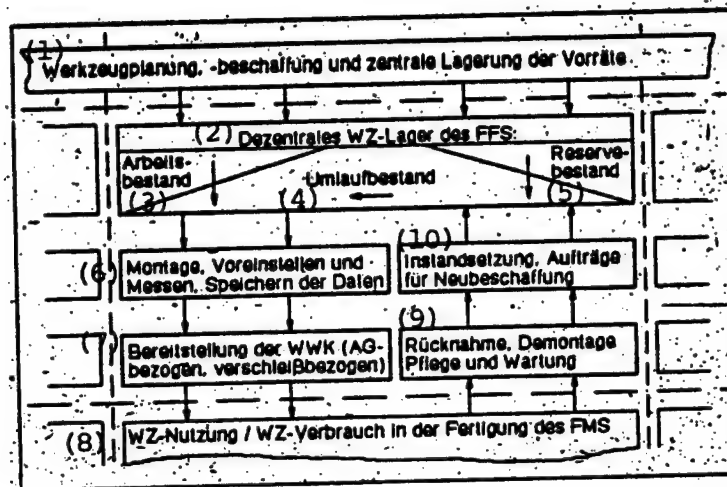 (1)
Werkzeugplanung, -beschaffung und zentrale Lagerung der Vorräte
(2) Dezentrales WZ-Lager des FFS:
Arbeits-
bestand
(3)
(4) Umlaufbestand
Reserve-
bestand
(5)
(6) Montage, Voreinstellen und
Messen, Speichern der Daten
(10) Instandsetzung, Aufträge
für Neubeschaffung
(7) Bereitstellung der WWK (AG-
bezogen, verschleißbezogen)
(9) Rücknahme, Demontage
Pflege und Wartung
(8) WZ-Nutzung / WZ-Verbrauch in der Fertigung des FMS